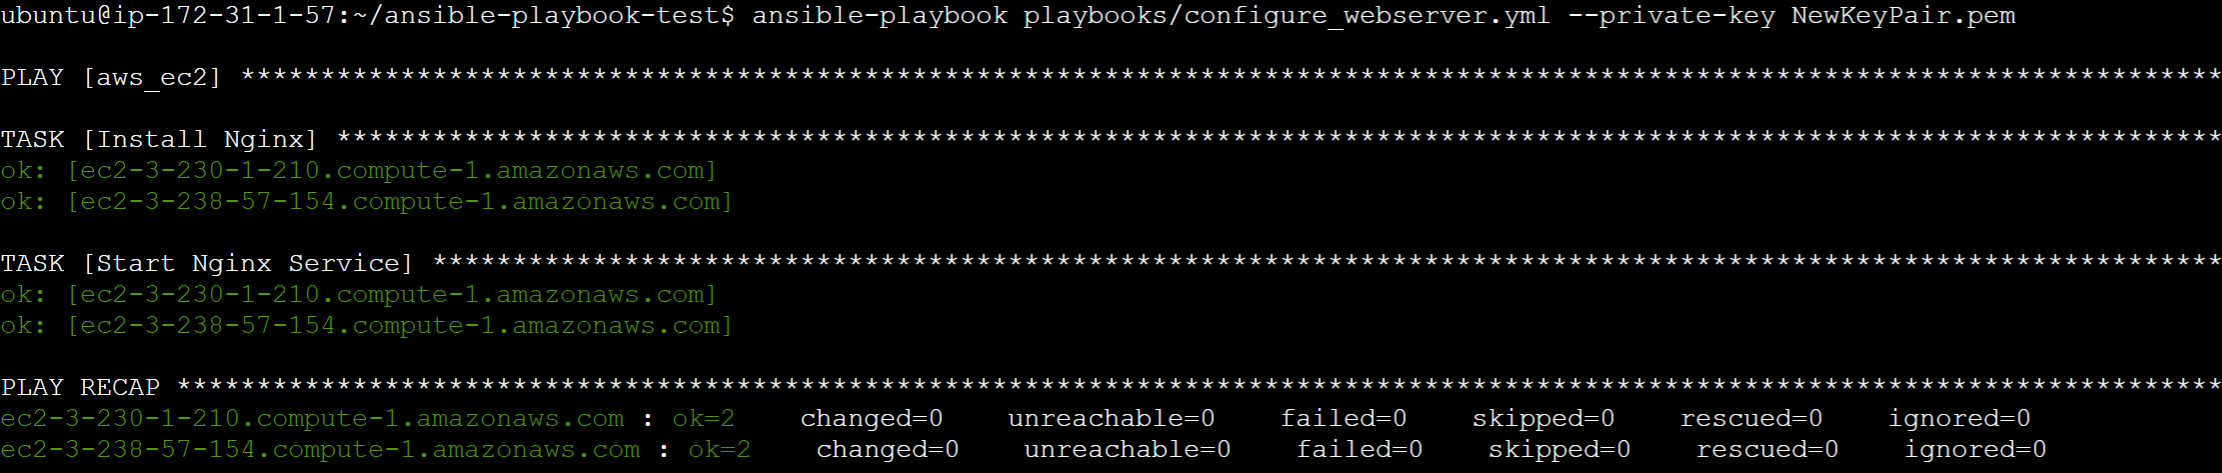 ubuntu@ip-172-31-1-57:~/ansible-playbook-test$ ansible-playbook playbooks/configure_webserver.yml --private-key NewKeyPair.pem
PLAY [aws_ec2] ****************************************************************************************************************************
TASK [Install Nginx] **********************************************************************************************************************
ok: [ec2-3-230-1-210.compute-1.amazonaws.com]
ok: [ec2-3-238-57-154.compute-1.amazonaws.com]
TASK [Start Nginx Service] ****************************************************************************************************************
ok: [ec2-3-230-1-210.compute-1.amazonaws.com]
ok: [ec2-3-238-57-154.compute-1.amazonaws.com]
PLAY RECAP ********************************************************************************************************************************
ec2-3-230-1-210.compute-1.amazonaws.com : ok=2    changed=0    unreachable=0    failed=0    skipped=0    rescued=0    ignored=0
ec2-3-238-57-154.compute-1.amazonaws.com : ok=2    changed=0    unreachable=0    failed=0    skipped=0    rescued=0    ignored=0